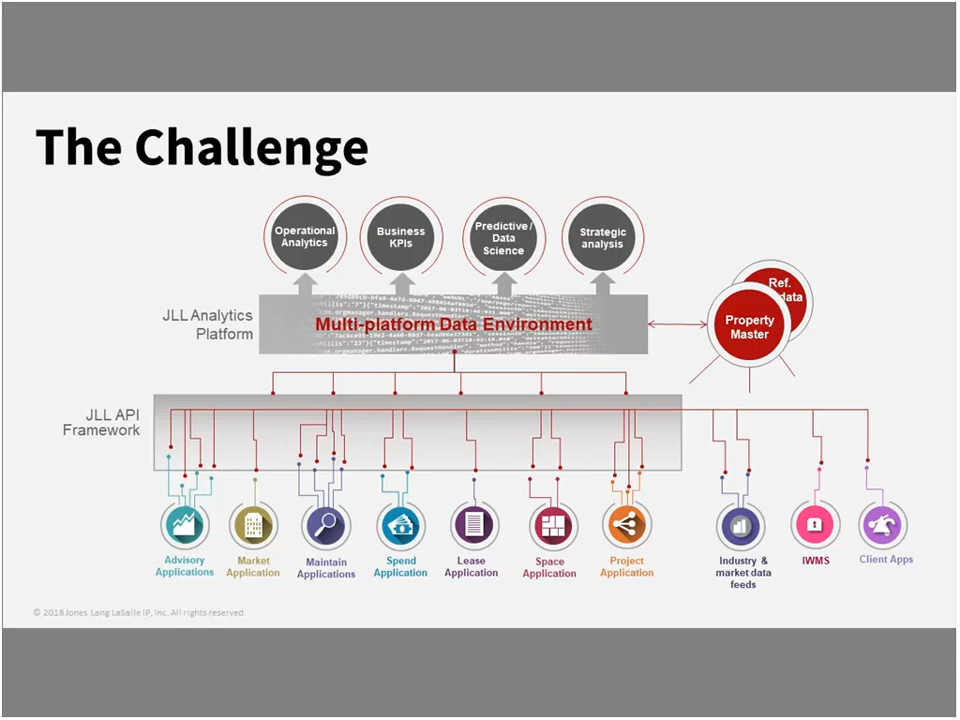 The Challenge
Operational
Analytics
Business
KPIs
Predictive /
Data
Science
Strategic
analysis
JLL Analytics
Platform
Multi-platform Data Environment
Ref.
data
Property
Master
JLL API
Framework
Advisory
Applications
Market
Application
Maintain
Applications
Spend
Application
Lease
Application
Space
Application
Project
Application
Industry &
market data
feeds
IWMS
Client Apps
© 2018 Jones Lang LaSalle IP, Inc. All rights reserved.